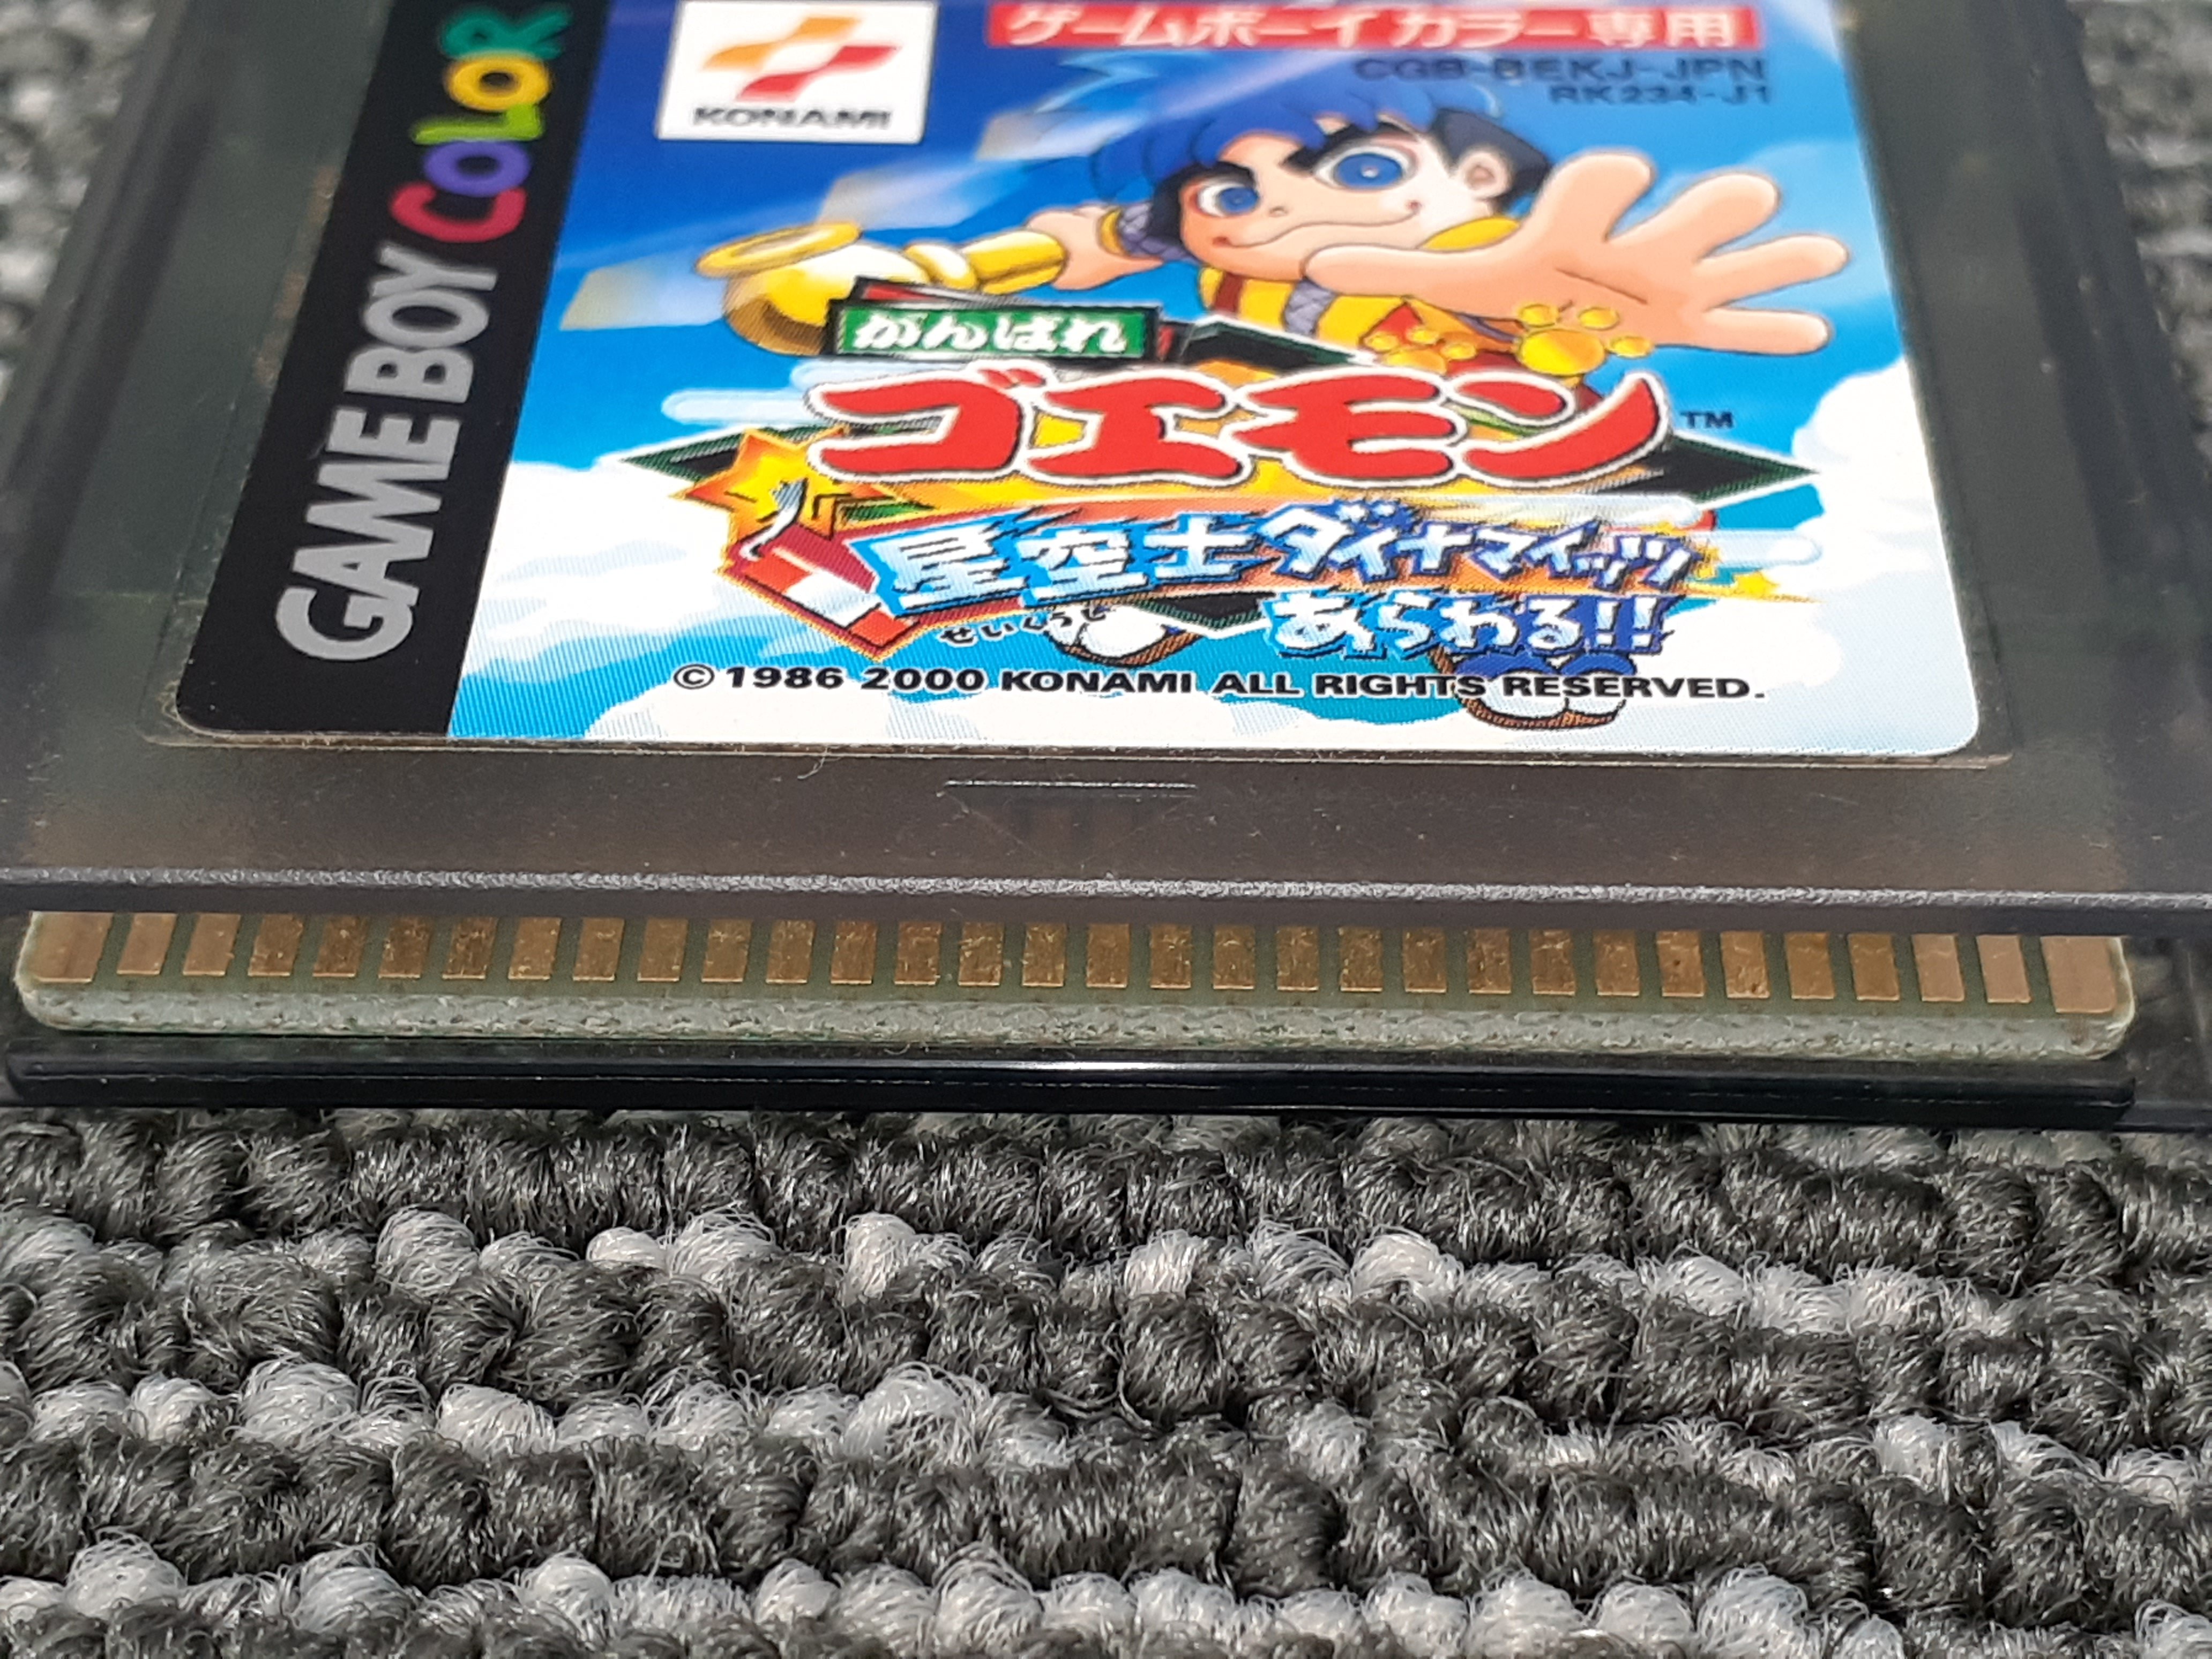 GAME BOY COLOR
KONAMI
ゲームボーイカラー専用
CGB-BEKJ-JPN
RK234-J1
がんばれ
ゴエモン™
星空士ダイナマイッツ
せいくうし
あらわる!!
©1986 2000 KONAMI ALL RIGHTS RESERVED.